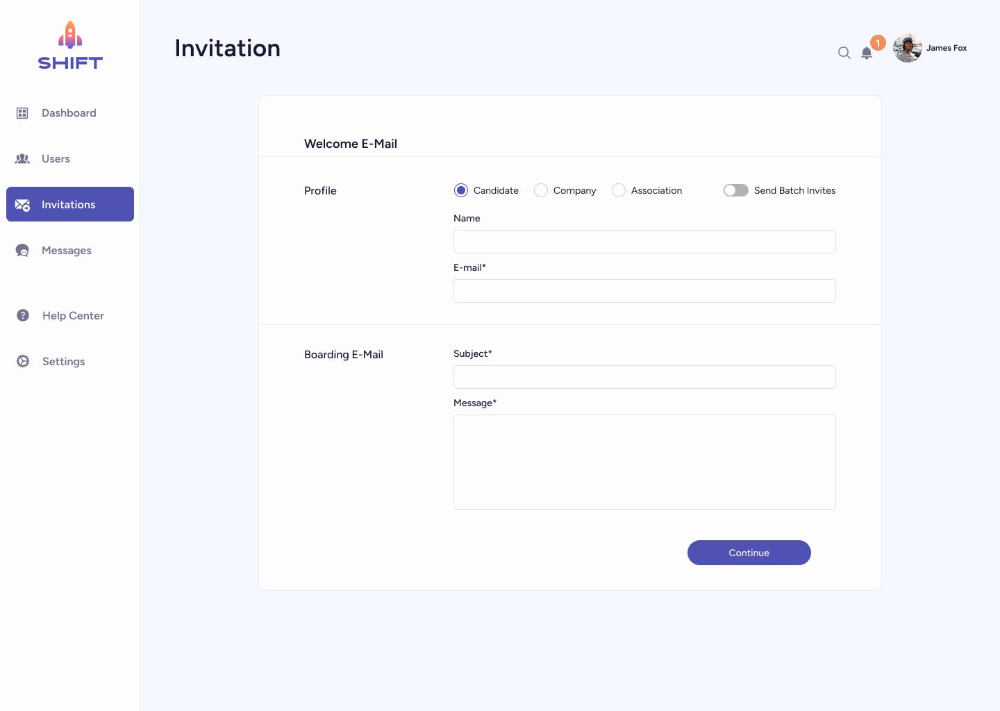 SHIFT
Dashboard
Users
Invitations
Messages
Help Center
Settings
Invitation
1
James Fox
Welcome E-Mail
Profile
Candidate
Company
Association
Send Batch Invites
Name
E-mail*
Boarding E-Mail
Subject*
Message*
Continue